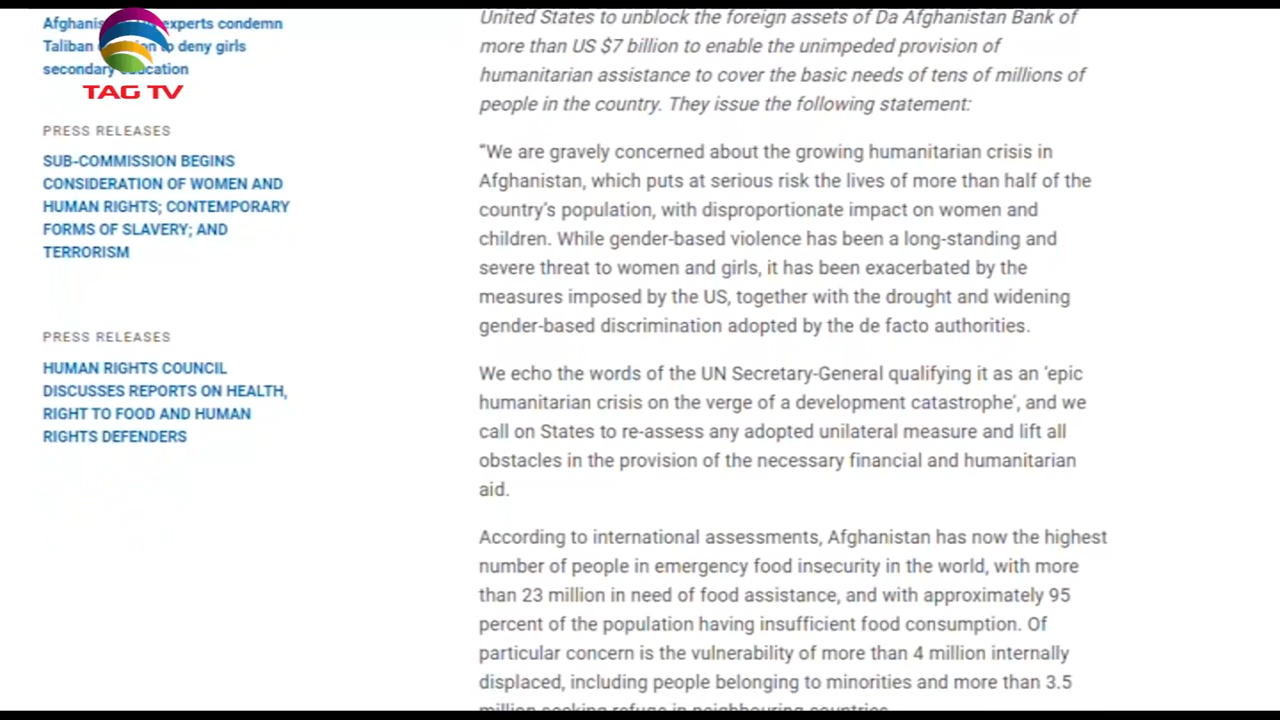 Afghanis experts condemn
Taliban to deny girls
secondary education
TAG TV
PRESS RELEASES
SUB-COMMISSION BEGINS
CONSIDERATION OF WOMEN AND
HUMAN RIGHTS; CONTEMPORARY
FORMS OF SLAVERY; AND
TERRORISM
PRESS RELEASES
HUMAN RIGHTS COUNCIL
DISCUSSES REPORTS ON HEALTH,
RIGHT TO FOOD AND HUMAN
RIGHTS DEFENDERS
United States to unblock the foreign assets of Da Afghanistan Bank of
more than US $7 billion to enable the unimpeded provision of
humanitarian assistance to cover the basic needs of tens of millions of
people in the country. They issue the following statement:
“We are gravely concerned about the growing humanitarian crisis in
Afghanistan, which puts at serious risk the lives of more than half of the
country’s population, with disproportionate impact on women and
children. While gender-based violence has been a long-standing and
severe threat to women and girls, it has been exacerbated by the
measures imposed by the US, together with the drought and widening
gender-based discrimination adopted by the de facto authorities.
We echo the words of the UN Secretary-General qualifying it as an ‘epic
humanitarian crisis on the verge of a development catastrophe’, and we
call on States to re-assess any adopted unilateral measure and lift all
obstacles in the provision of the necessary financial and humanitarian
aid.
According to international assessments, Afghanistan has now the highest
number of people in emergency food insecurity in the world, with more
than 23 million in need of food assistance, and with approximately 95
percent of the population having insufficient food consumption. Of
particular concern is the vulnerability of more than 4 million internally
displaced, including people belonging to minorities and more than 3.5
million seeking refuge in neighbouring countries.